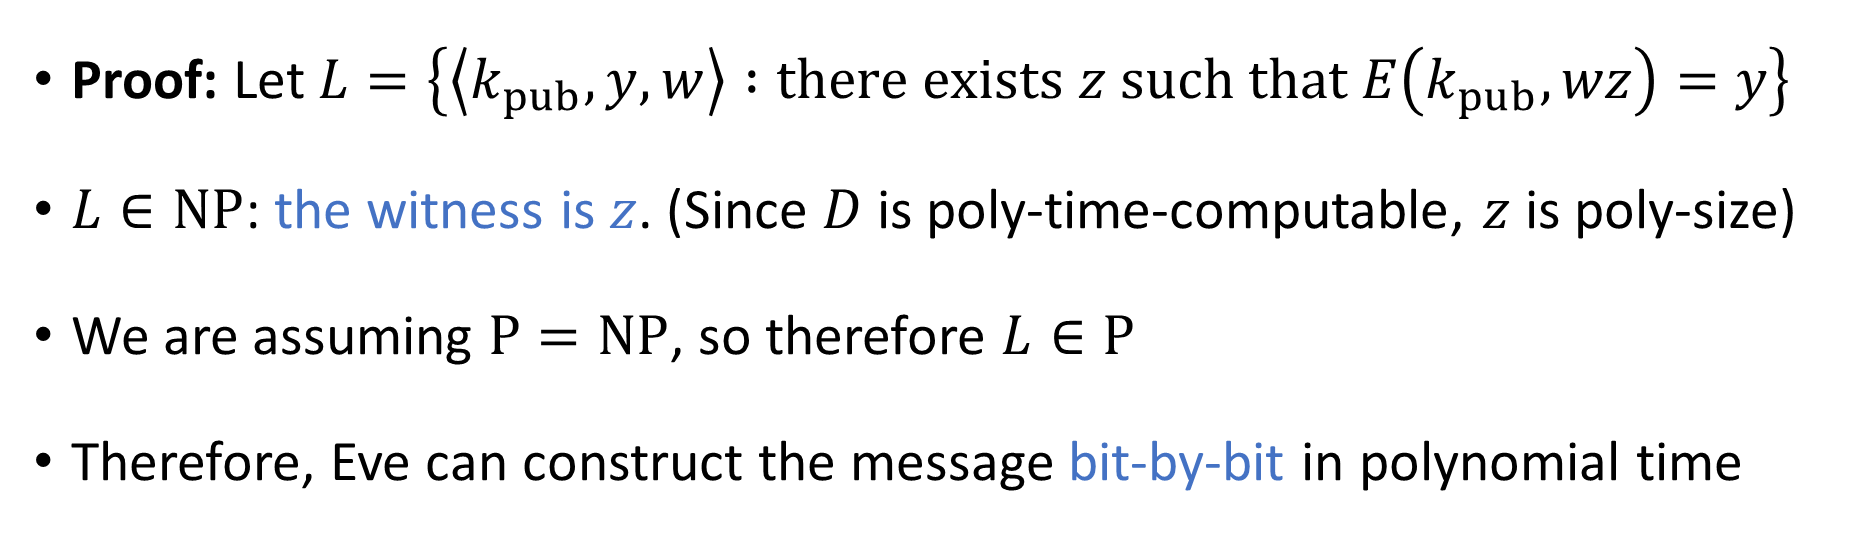 • Proof: Let L = {⟨k_pub, y, w⟩ : there exists z such that E(k_pub, wz) = y}
• L ∈ NP: the witness is z. (Since D is poly-time-computable, z is poly-size)
• We are assuming P = NP, so therefore L ∈ P
• Therefore, Eve can construct the message bit-by-bit in polynomial time